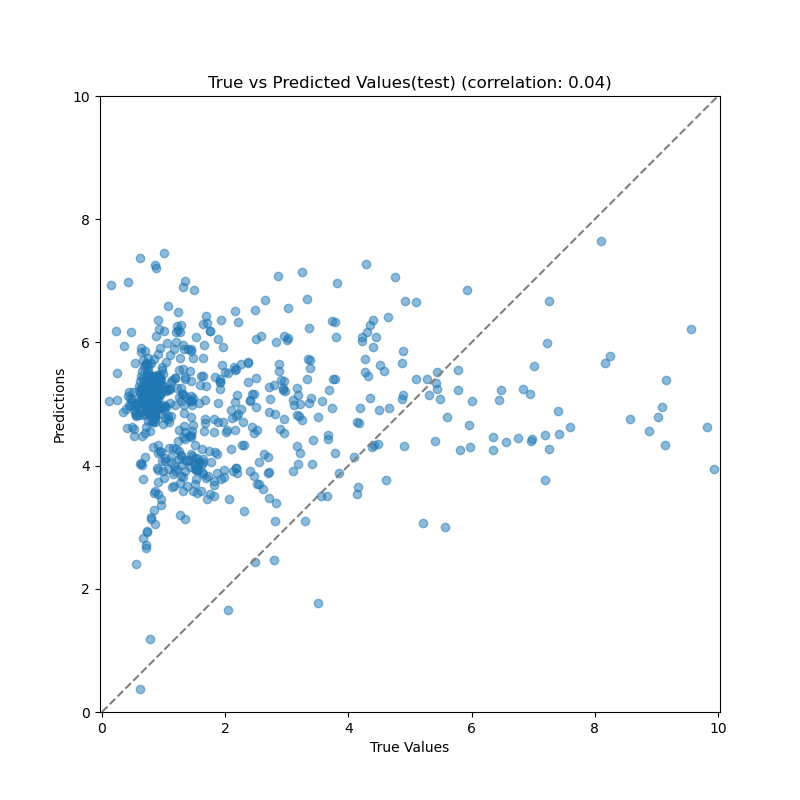 True vs Predicted Values(test) (correlation: 0.04)
10
8
6
4
2
0
Predictions
0 2 4 6 8 10
True Values